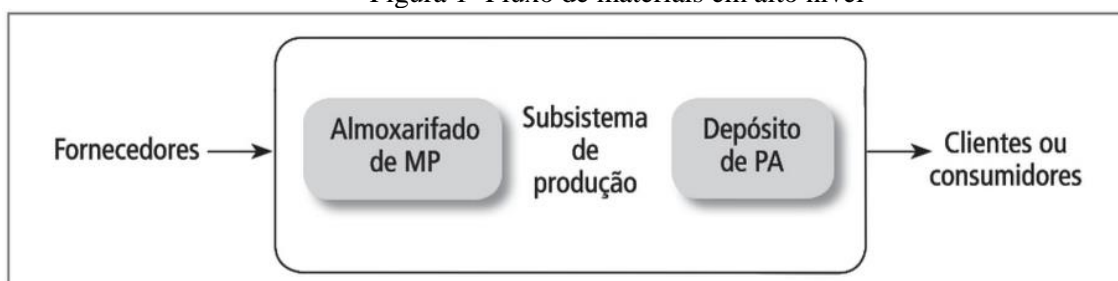 Figura 1- Fluxo de materiais em alto nível
Fornecedores
Almoxarifado
de MP
Subsistema
de
produção
Depósito
de PA
Clientes ou
consumidores